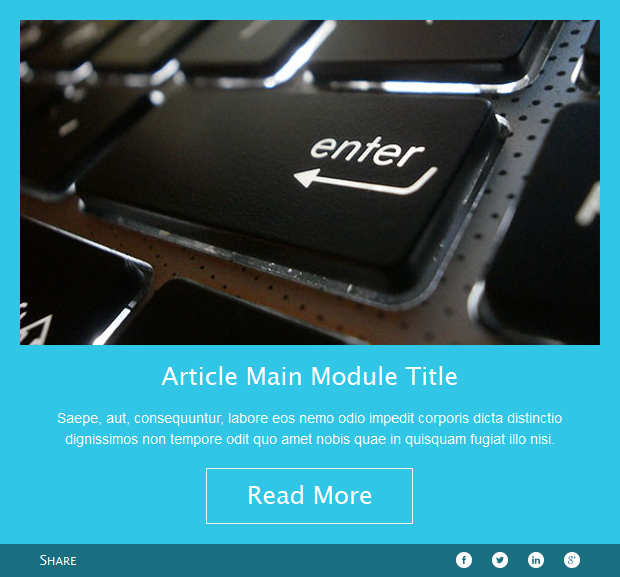 enter
Article Main Module Title
Saepe, aut, consequuntur, labore eos nemo odio impedit corporis dicta distinctio
dignissimos non tempore odit quo amet nobis quae in quisquam fugiat illo nisi.
Read More
Share